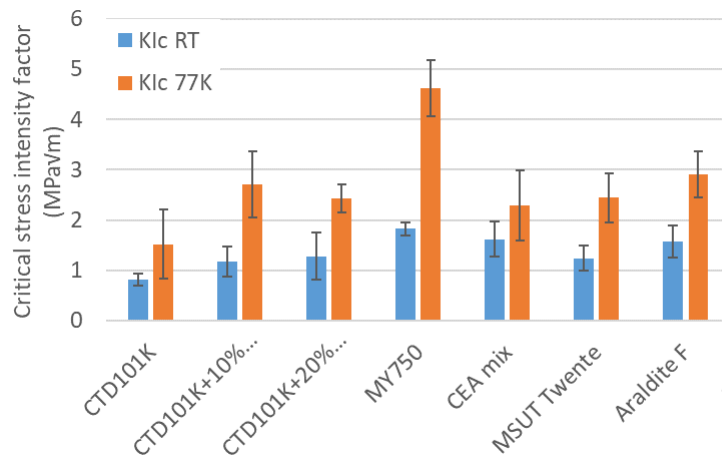 Critical stress intensity factor
(MPaVm)
6
5
4
3
2
1
0
KIc RT
KIc 77K
CTD101K
CTD101K+10%...
CTD101K+20%...
MY750
CEA mix
MSUT Twente
Araldite F